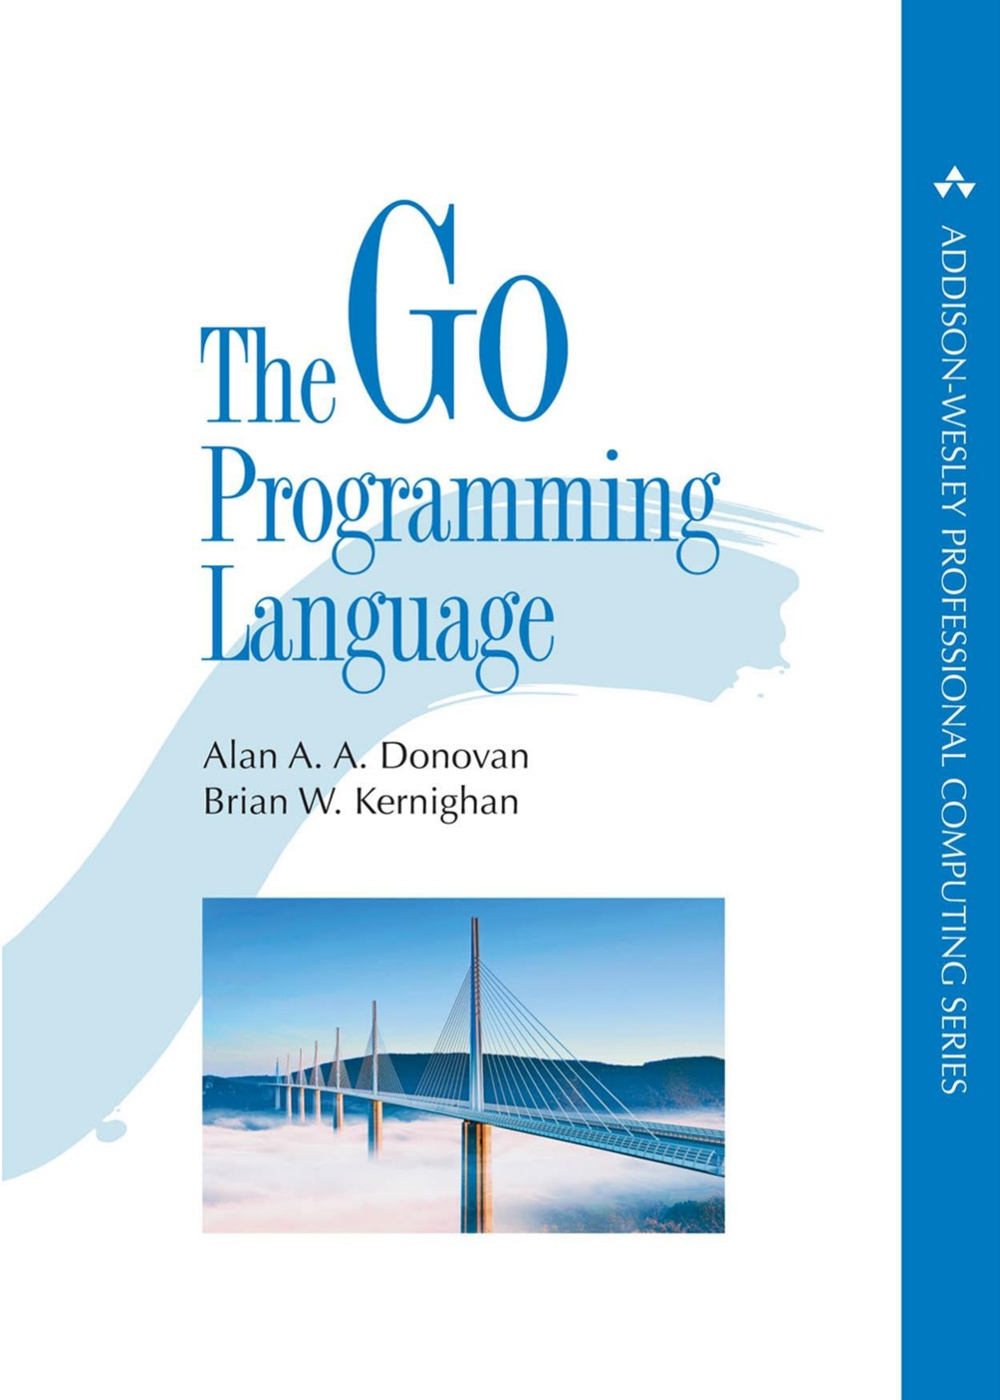 The Go
Programming
Language
Alan A. A. Donovan
Brian W. Kernighan
ADDISON-WESLEY PROFESSIONAL COMPUTING SERIES